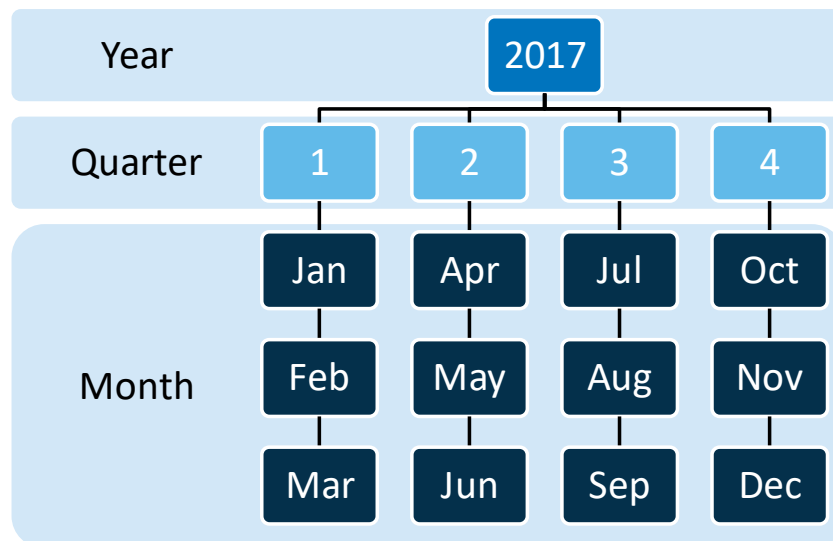 Year 2017
Quarter 1 2 3 4
Jan Apr Jul Oct
Month Feb May Aug Nov
Mar Jun Sep Dec